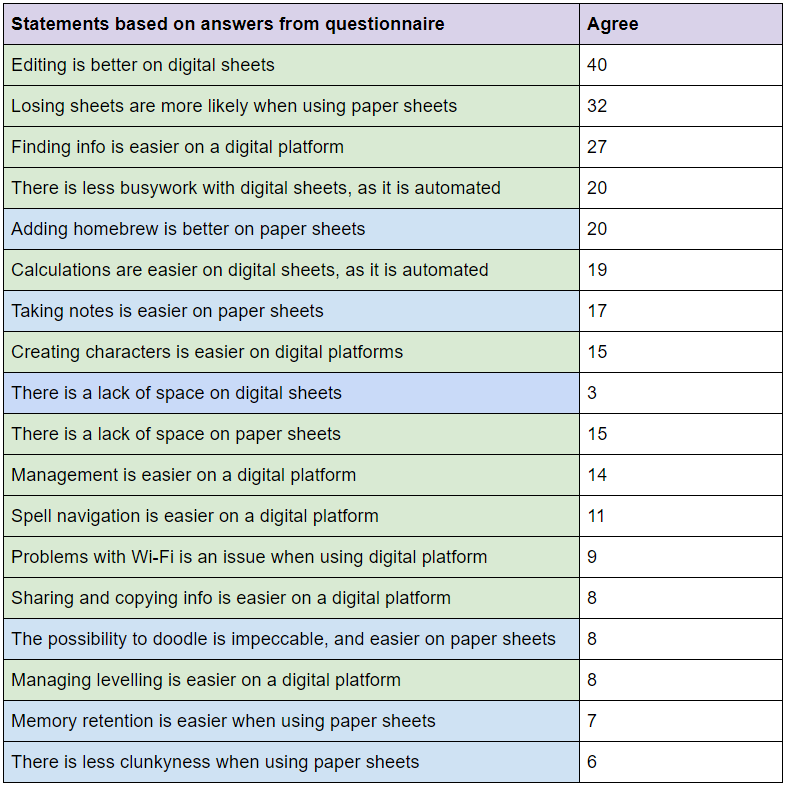 Statements based on answers from questionnaire Agree
Editing is better on digital sheets 40
Losing sheets are more likely when using paper sheets 32
Finding info is easier on a digital platform 27
There is less busywork with digital sheets, as it is automated 20
Adding homebrew is better on paper sheets 20
Calculations are easier on digital sheets, as it is automated 19
Taking notes is easier on paper sheets 17
Creating characters is easier on digital platforms 15
There is a lack of space on digital sheets 3
There is a lack of space on paper sheets 15
Management is easier on a digital platform 14
Spell navigation is easier on a digital platform 11
Problems with Wi-Fi is an issue when using digital platform 9
Sharing and copying info is easier on a digital platform 8
The possibility to doodle is impeccable, and easier on paper sheets 8
Managing levelling is easier on a digital platform 8
Memory retention is easier when using paper sheets 7
There is less clunkyness when using paper sheets 6